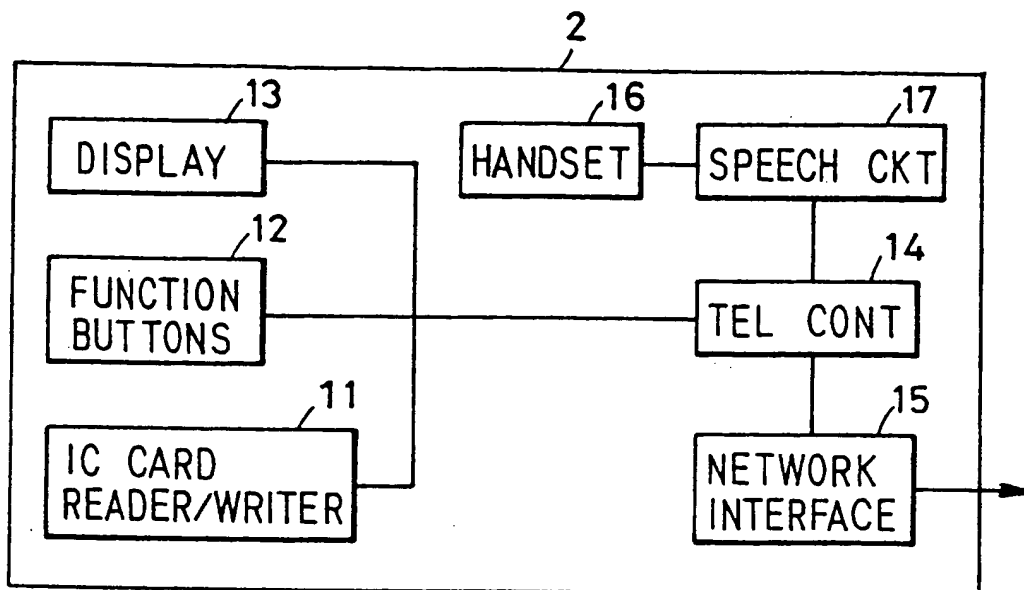 2
13
DISPLAY
16
HANDSET
17
SPEECH CKT
12
FUNCTION
BUTTONS
14
TEL CONT
11
IC CARD
READER/WRITER
15
NETWORK
INTERFACE